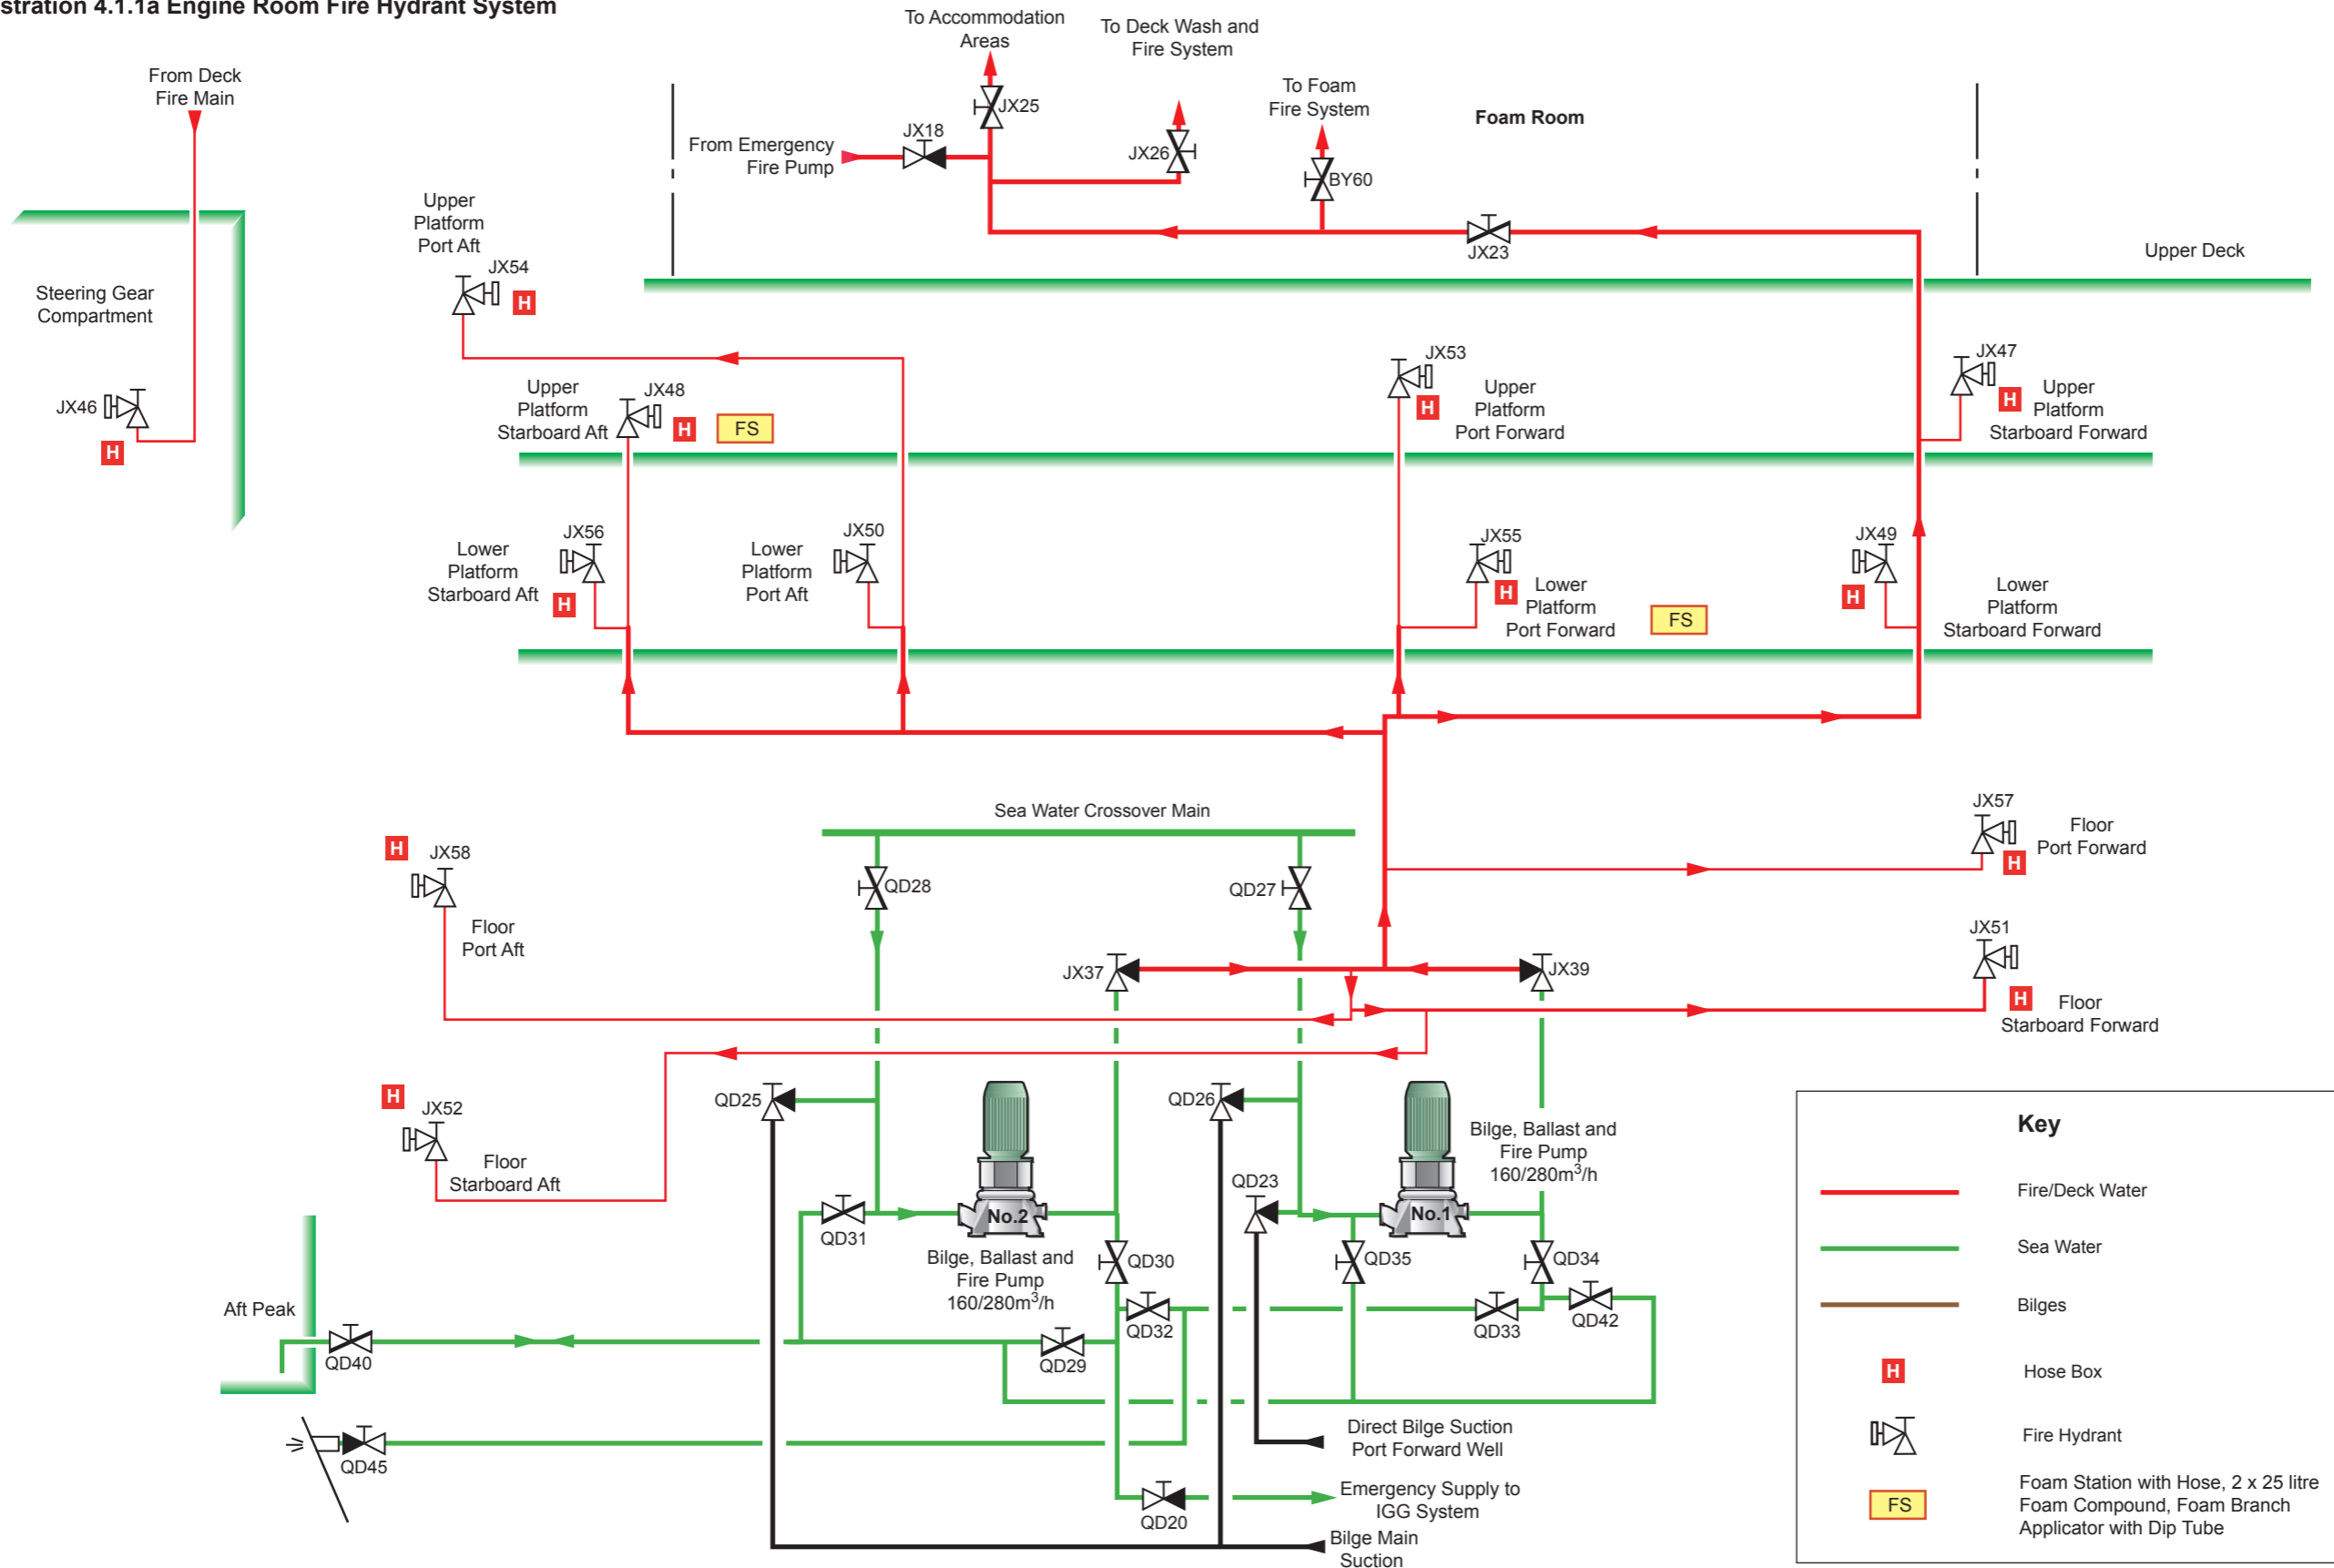 stration 4.1.1a Engine Room Fire Hydrant System
To Accommodation
Areas
To Deck Wash and
Fire System
From Deck
Fire Main
To Foam
Fire System
JX25
Foam Room
JX18
From Emergency
Fire Pump
JX26
BY60
Upper
Platform
Port Aft
JX23
Upper Deck
JX54
H
Steering Gear
Compartment
JX46
H
Upper
Platform
Starboard Aft
JX48
H
FS
JX53
H
Upper
Platform
Port Forward
JX47
H
Upper
Platform
Starboard Forward
JX56
Lower
Platform
Starboard Aft
H
JX50
Lower
Platform
Port Aft
JX55
H
Lower
Platform
Port Forward
FS
JX49
H
Lower
Platform
Starboard Forward
Sea Water Crossover Main
JX57
Floor
Port Forward
H
H
JX58
Floor
Port Aft
QD28
QD27
JX37
JX39
JX51
H
Floor
Starboard Forward
H
JX52
Floor
Starboard Aft
QD25
QD26
Bilge, Ballast and
Fire Pump
160/280m³/h
QD23
No.2
No.1
QD31
Bilge, Ballast and
Fire Pump
160/280m³/h
QD30
QD35
QD34
Aft Peak
QD40
QD32
QD29
QD33
QD42
QD45
Direct Bilge Suction
Port Forward Well
Emergency Supply to
IGG System
QD20
Bilge Main
Suction
Key
Fire/Deck Water
Sea Water
Bilges
H
Hose Box
Fire Hydrant
FS
Foam Station with Hose, 2 x 25 litre
Foam Compound, Foam Branch
Applicator with Dip Tube